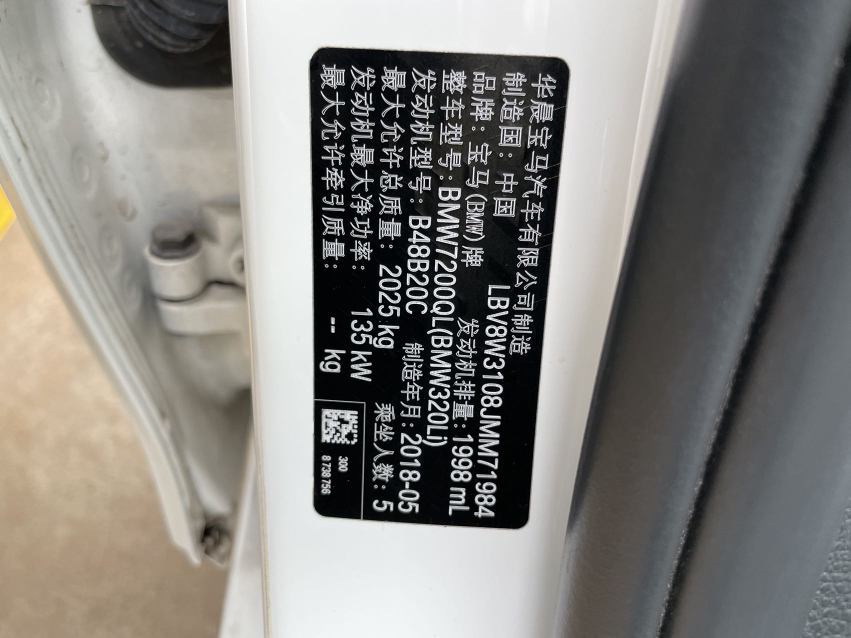 华晨宝马汽车有限公司制造
制造国：中国 LBV8W3108JMM71984
品牌：宝马(BMW)牌 发动机排量：1998 mL
整车型号：BMW7200QL(BMW320Li)
发动机型号：B48B20C 制造年月：2018-05
最大允许总质量：2025 kg 乘坐人数：5
发动机最大净功率：135 kW
最大允许牵引质量：-- kg
300
8 738 756